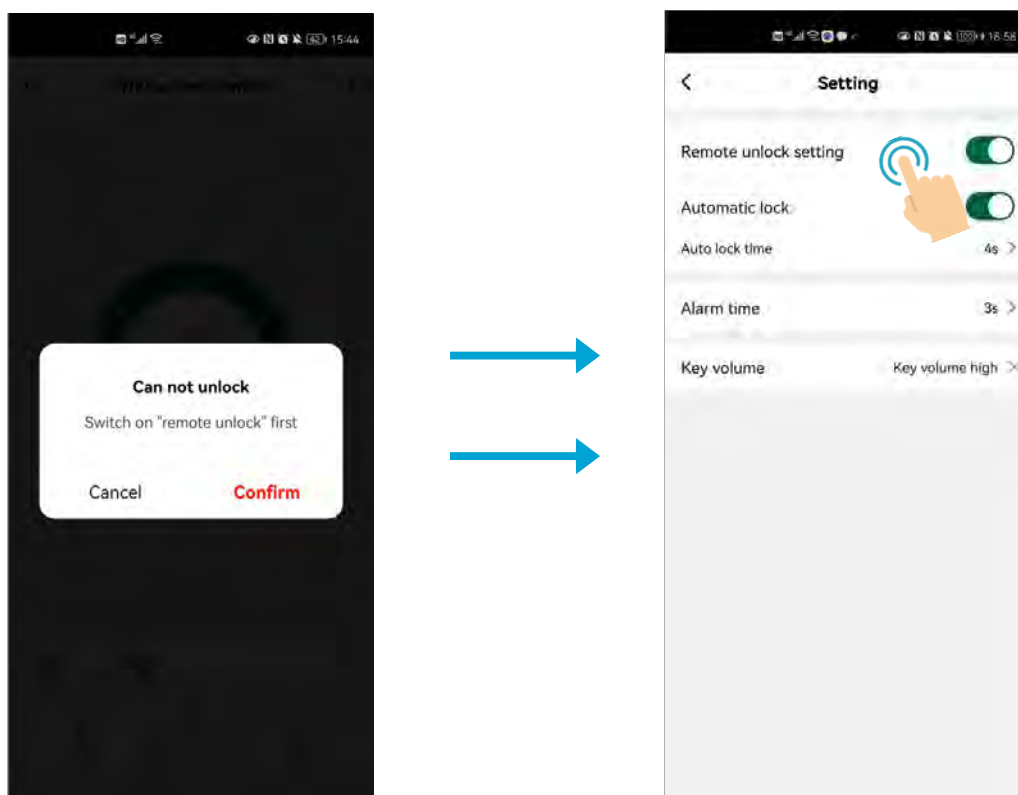 15:44
Can not unlock
Switch on "remote unlock" first
Cancel
Confirm
16:58
Setting
Remote unlock setting
Automatic lock
Auto lock time
4s
Alarm time
3s
Key volume
Key volume high